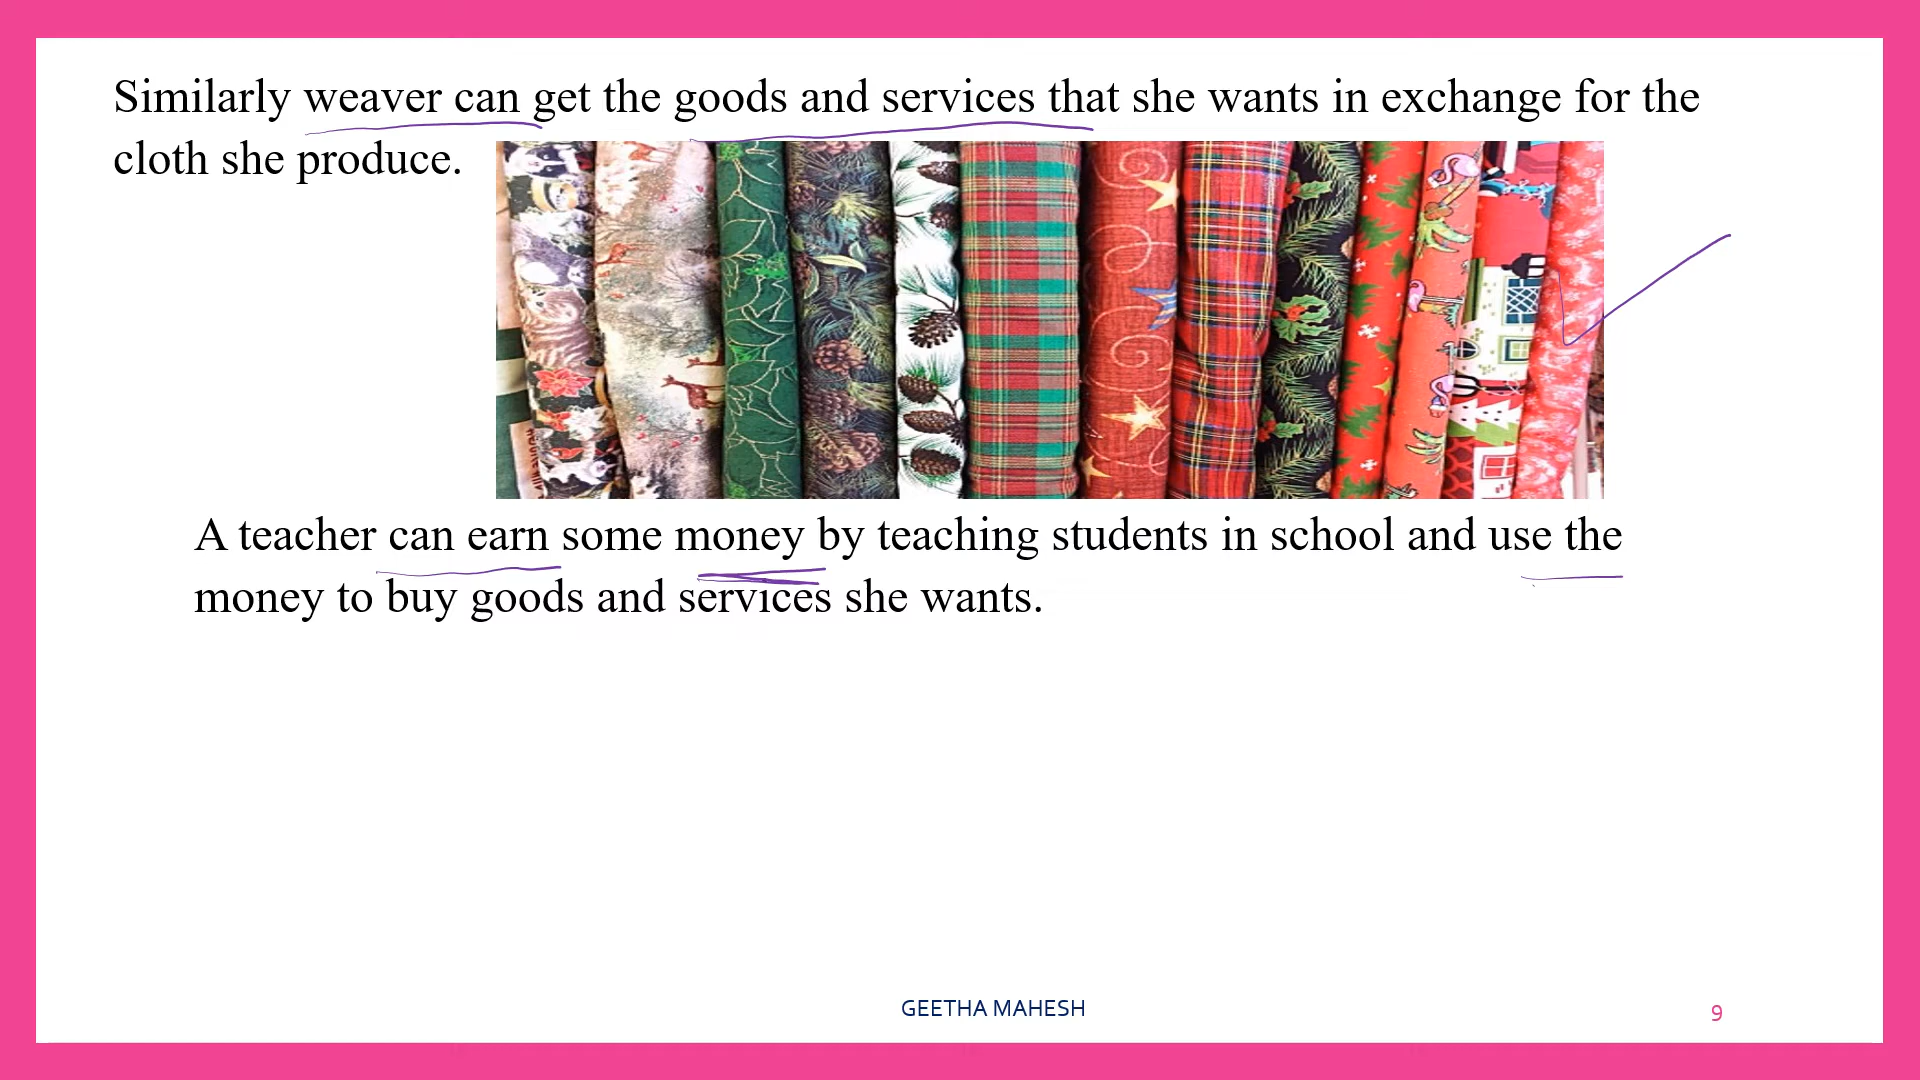 Similarly weaver can get the goods and services that she wants in exchange for the
cloth she produce.
A teacher can earn some money by teaching students in school and use the
money to buy goods and services she wants.
GEETHA MAHESH
9